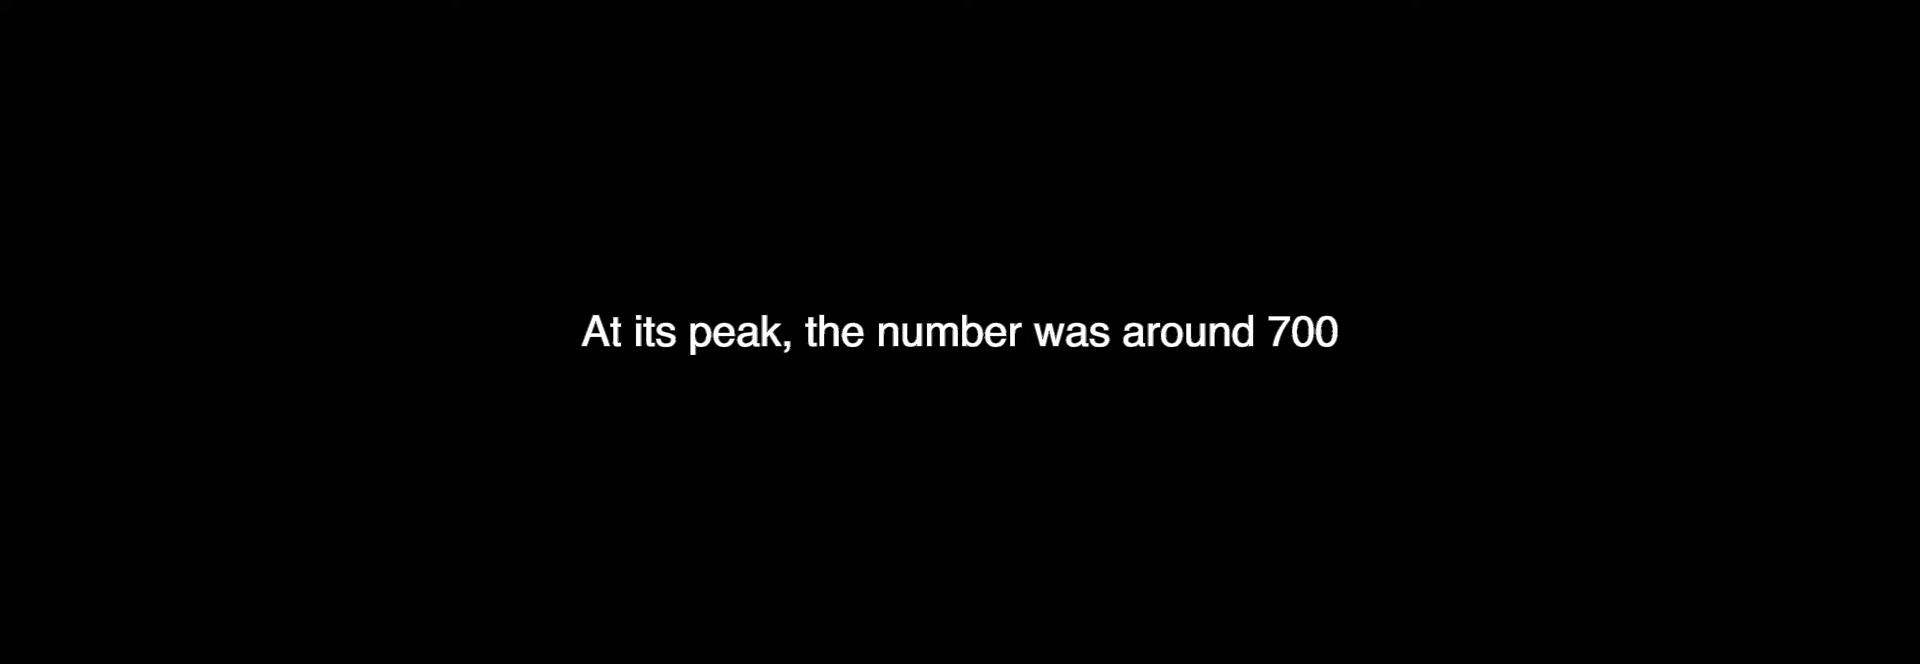 At its peak, the number was around 700